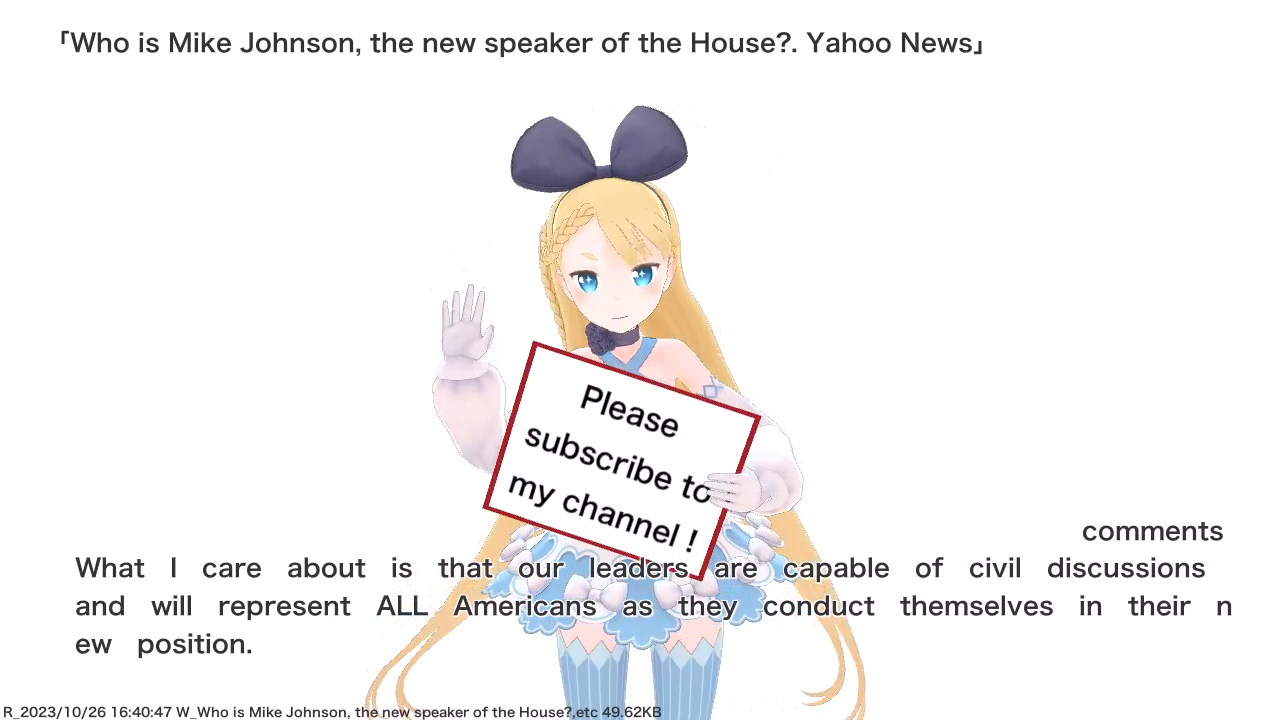 「Who is Mike Johnson, the new speaker of the House?. Yahoo News」
Please
subscribe to
my channel !
comments
What I care about is that our leaders are capable of civil discussions
and will represent ALL Americans as they conduct themselves in their n
ew position.
R_2023/10/26 16:40:47 W_Who is Mike Johnson, the new speaker of the House?,etc 49.62KB